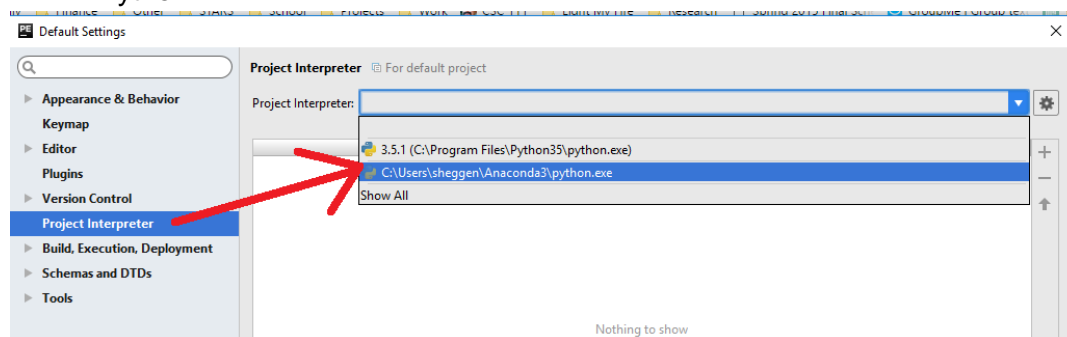 Default Settings
Project Interpreter For default project
Appearance & Behavior
Project Interpreter:
Keymap
Editor
3.5.1 (C:\Program Files\Python35\python.exe)
Plugins
C:\Users\sheggen\Anaconda3\python.exe
Version Control
Show All
Project Interpreter
Build, Execution, Deployment
Schemas and DTDs
Tools
Nothing to show